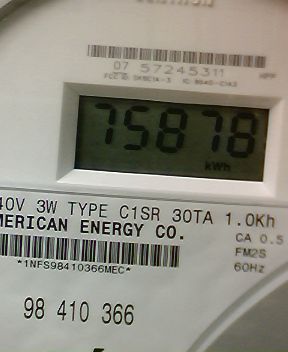 07 57245311
75878
kWh
40V 3W TYPE C1SR 30TA 1.0Kh
MERICAN ENERGY CO.
CA 0.5
FM2S
60Hz
*1NFS98410366MEC*
98 410 366